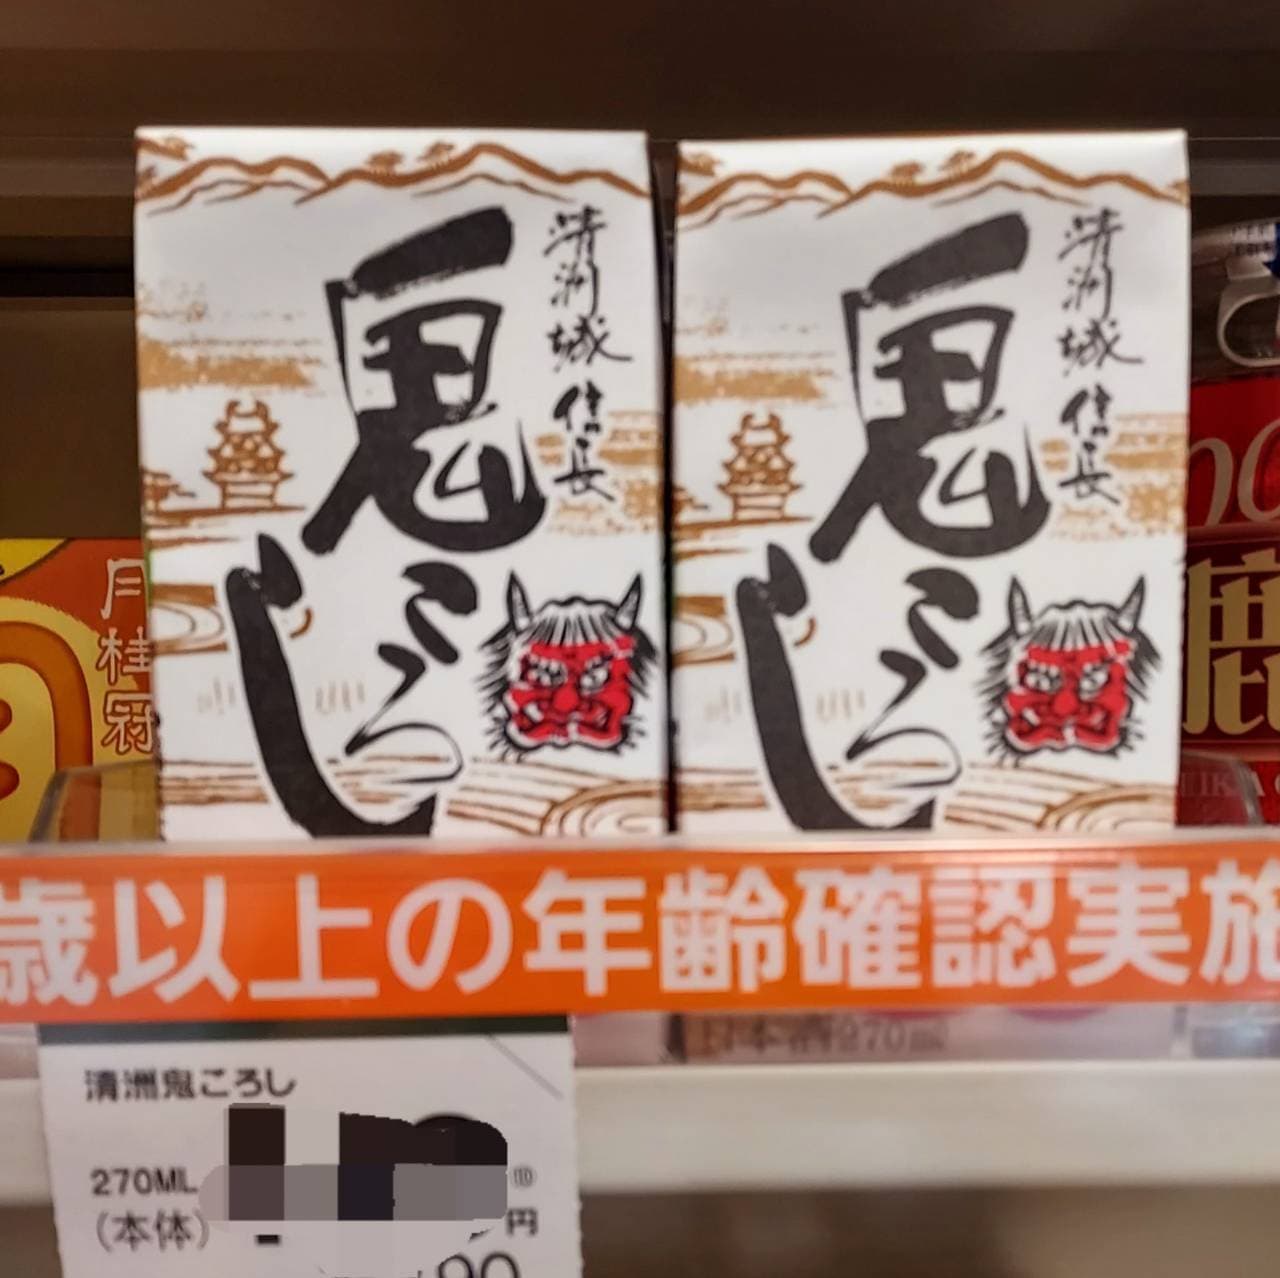 清洲城信長
鬼ころし
清洲城信長
鬼ころし
月桂冠
歳以上の年齢確認実施
日本酒270ml
清洲鬼ころし
270ML
(本体)
円